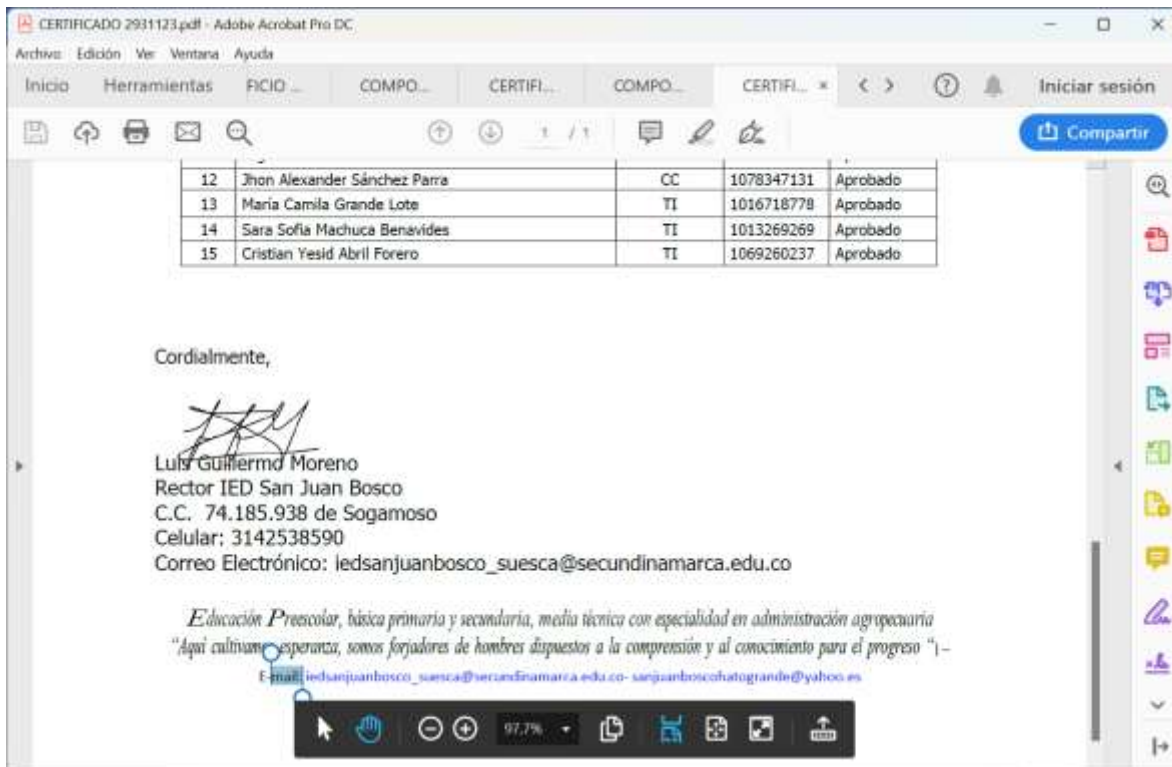 CERTIFICADO 2931123.pdf - Adobe Acrobat Pro DC
Archivo Edición Ver Ventana Ayuda
Inicio Herramientas FICIO ... COMPO... CERTIFI... COMPO... CERTIFI... × Iniciar sesión
1 / 1 Compartir
12 Jhon Alexander Sánchez Parra CC 1078347131 Aprobado
13 María Camila Grande Lote TI 1016718778 Aprobado
14 Sara Sofia Machuca Benavides TI 1013269269 Aprobado
15 Cristian Yesid Abril Forero TI 1069260237 Aprobado
Cordialmente,
Luis Guillermo Moreno
Rector IED San Juan Bosco
C.C. 74.185.938 de Sogamoso
Celular: 3142538590
Correo Electrónico: iedsanjuanbosco_suesca@secundinamarca.edu.co
Educación Preescolar, básica primaria y secundaria, media técnica con especialidad en administración agropecuaria
"Aquí cultivamos esperanza, somos forjadores de hombres dispuestos a la comprensión y al conocimiento para el progreso ") –
E-mail: iedsanjuanbosco_suesca@secundinamarca.edu.co- sanjuanboscohatogrande@yahoo.es
97,7%